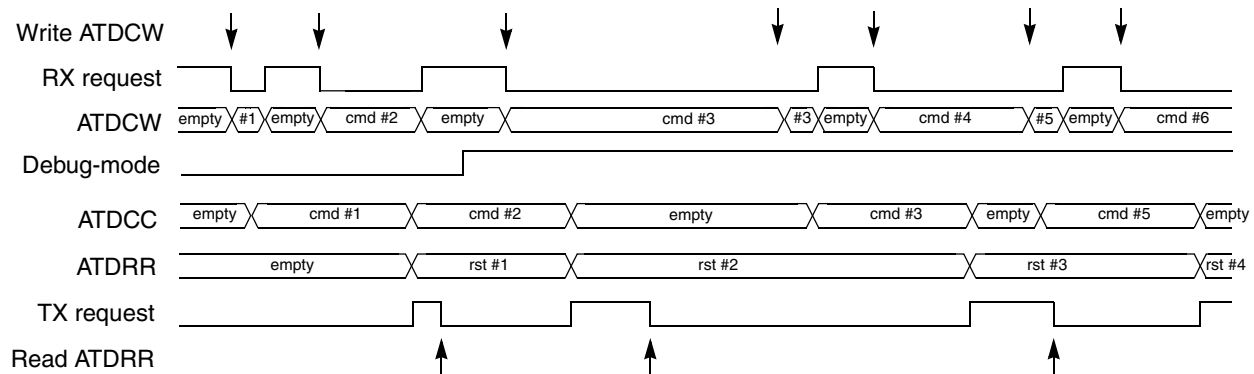 Write ATDCW
RX request
ATDCW empty #1 empty cmd #2 empty cmd #3 #3 empty cmd #4 #5 empty cmd #6
Debug-mode
ATDCC empty cmd #1 cmd #2 empty cmd #3 empty cmd #5 empty
ATDRR empty rst #1 rst #2 rst #3 rst #4
TX request
Read ATDRR